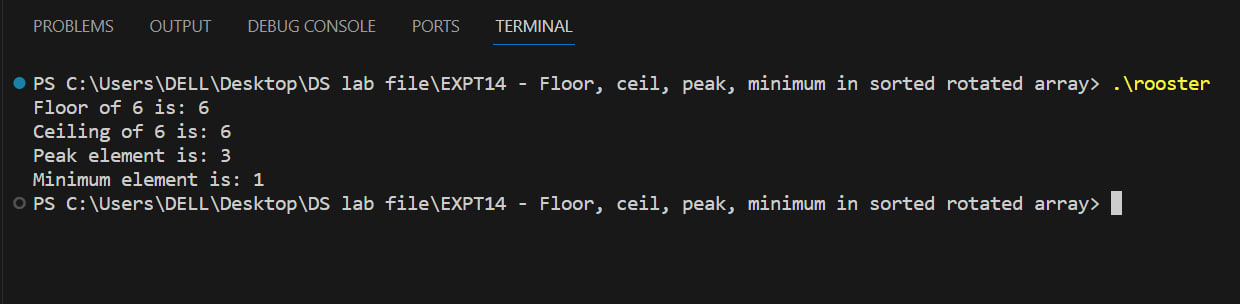 PROBLEMS OUTPUT DEBUG CONSOLE PORTS TERMINAL
PS C:\Users\DELL\Desktop\DS lab file\EXPT14 - Floor, ceil, peak, minimum in sorted rotated array> .\rooster
Floor of 6 is: 6
Ceiling of 6 is: 6
Peak element is: 3
Minimum element is: 1
PS C:\Users\DELL\Desktop\DS lab file\EXPT14 - Floor, ceil, peak, minimum in sorted rotated array>